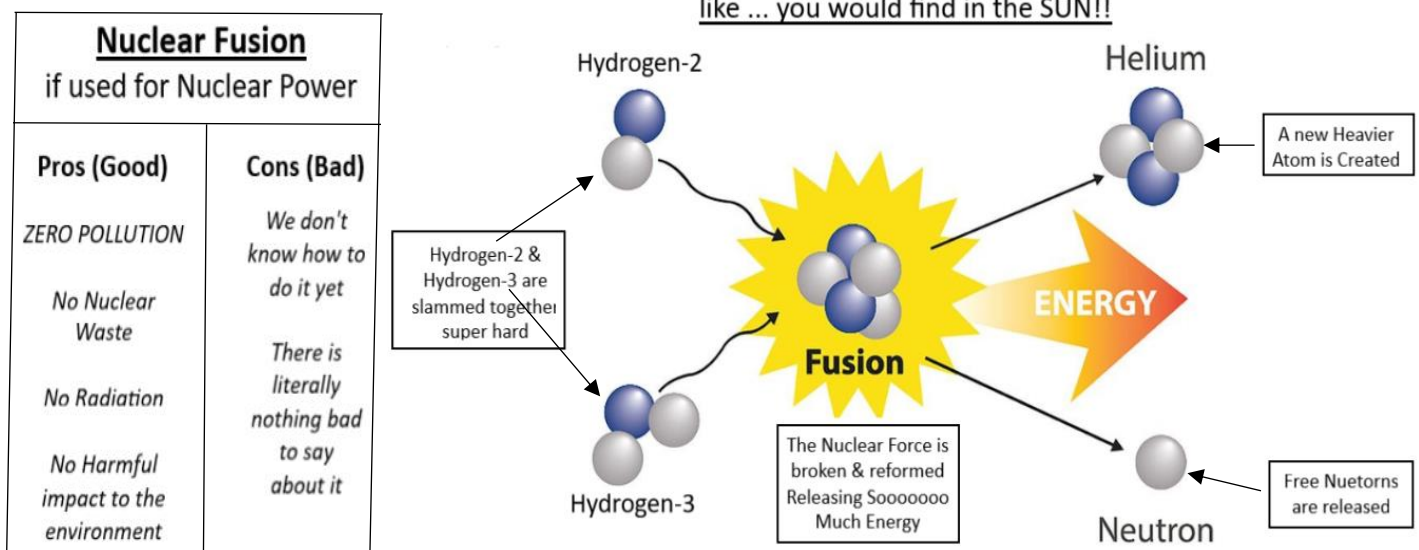 like ... you would find in the SUN!!
Nuclear Fusion
if used for Nuclear Power
Pros (Good)
ZERO POLLUTION
No Nuclear
Waste
No Radiation
No Harmful
impact to the
environment
Cons (Bad)
We don't
know how to
do it yet
There is
literally
nothing bad
to say
about it
Hydrogen-2
Hydrogen-2 &
Hydrogen-3 are
slammed together
super hard
Hydrogen-3
Fusion
The Nuclear Force is
broken & reformed
Releasing Sooooooo
Much Energy
ENERGY
Helium
A new Heavier
Atom is Created
Free Nuetorns
are released
Neutron